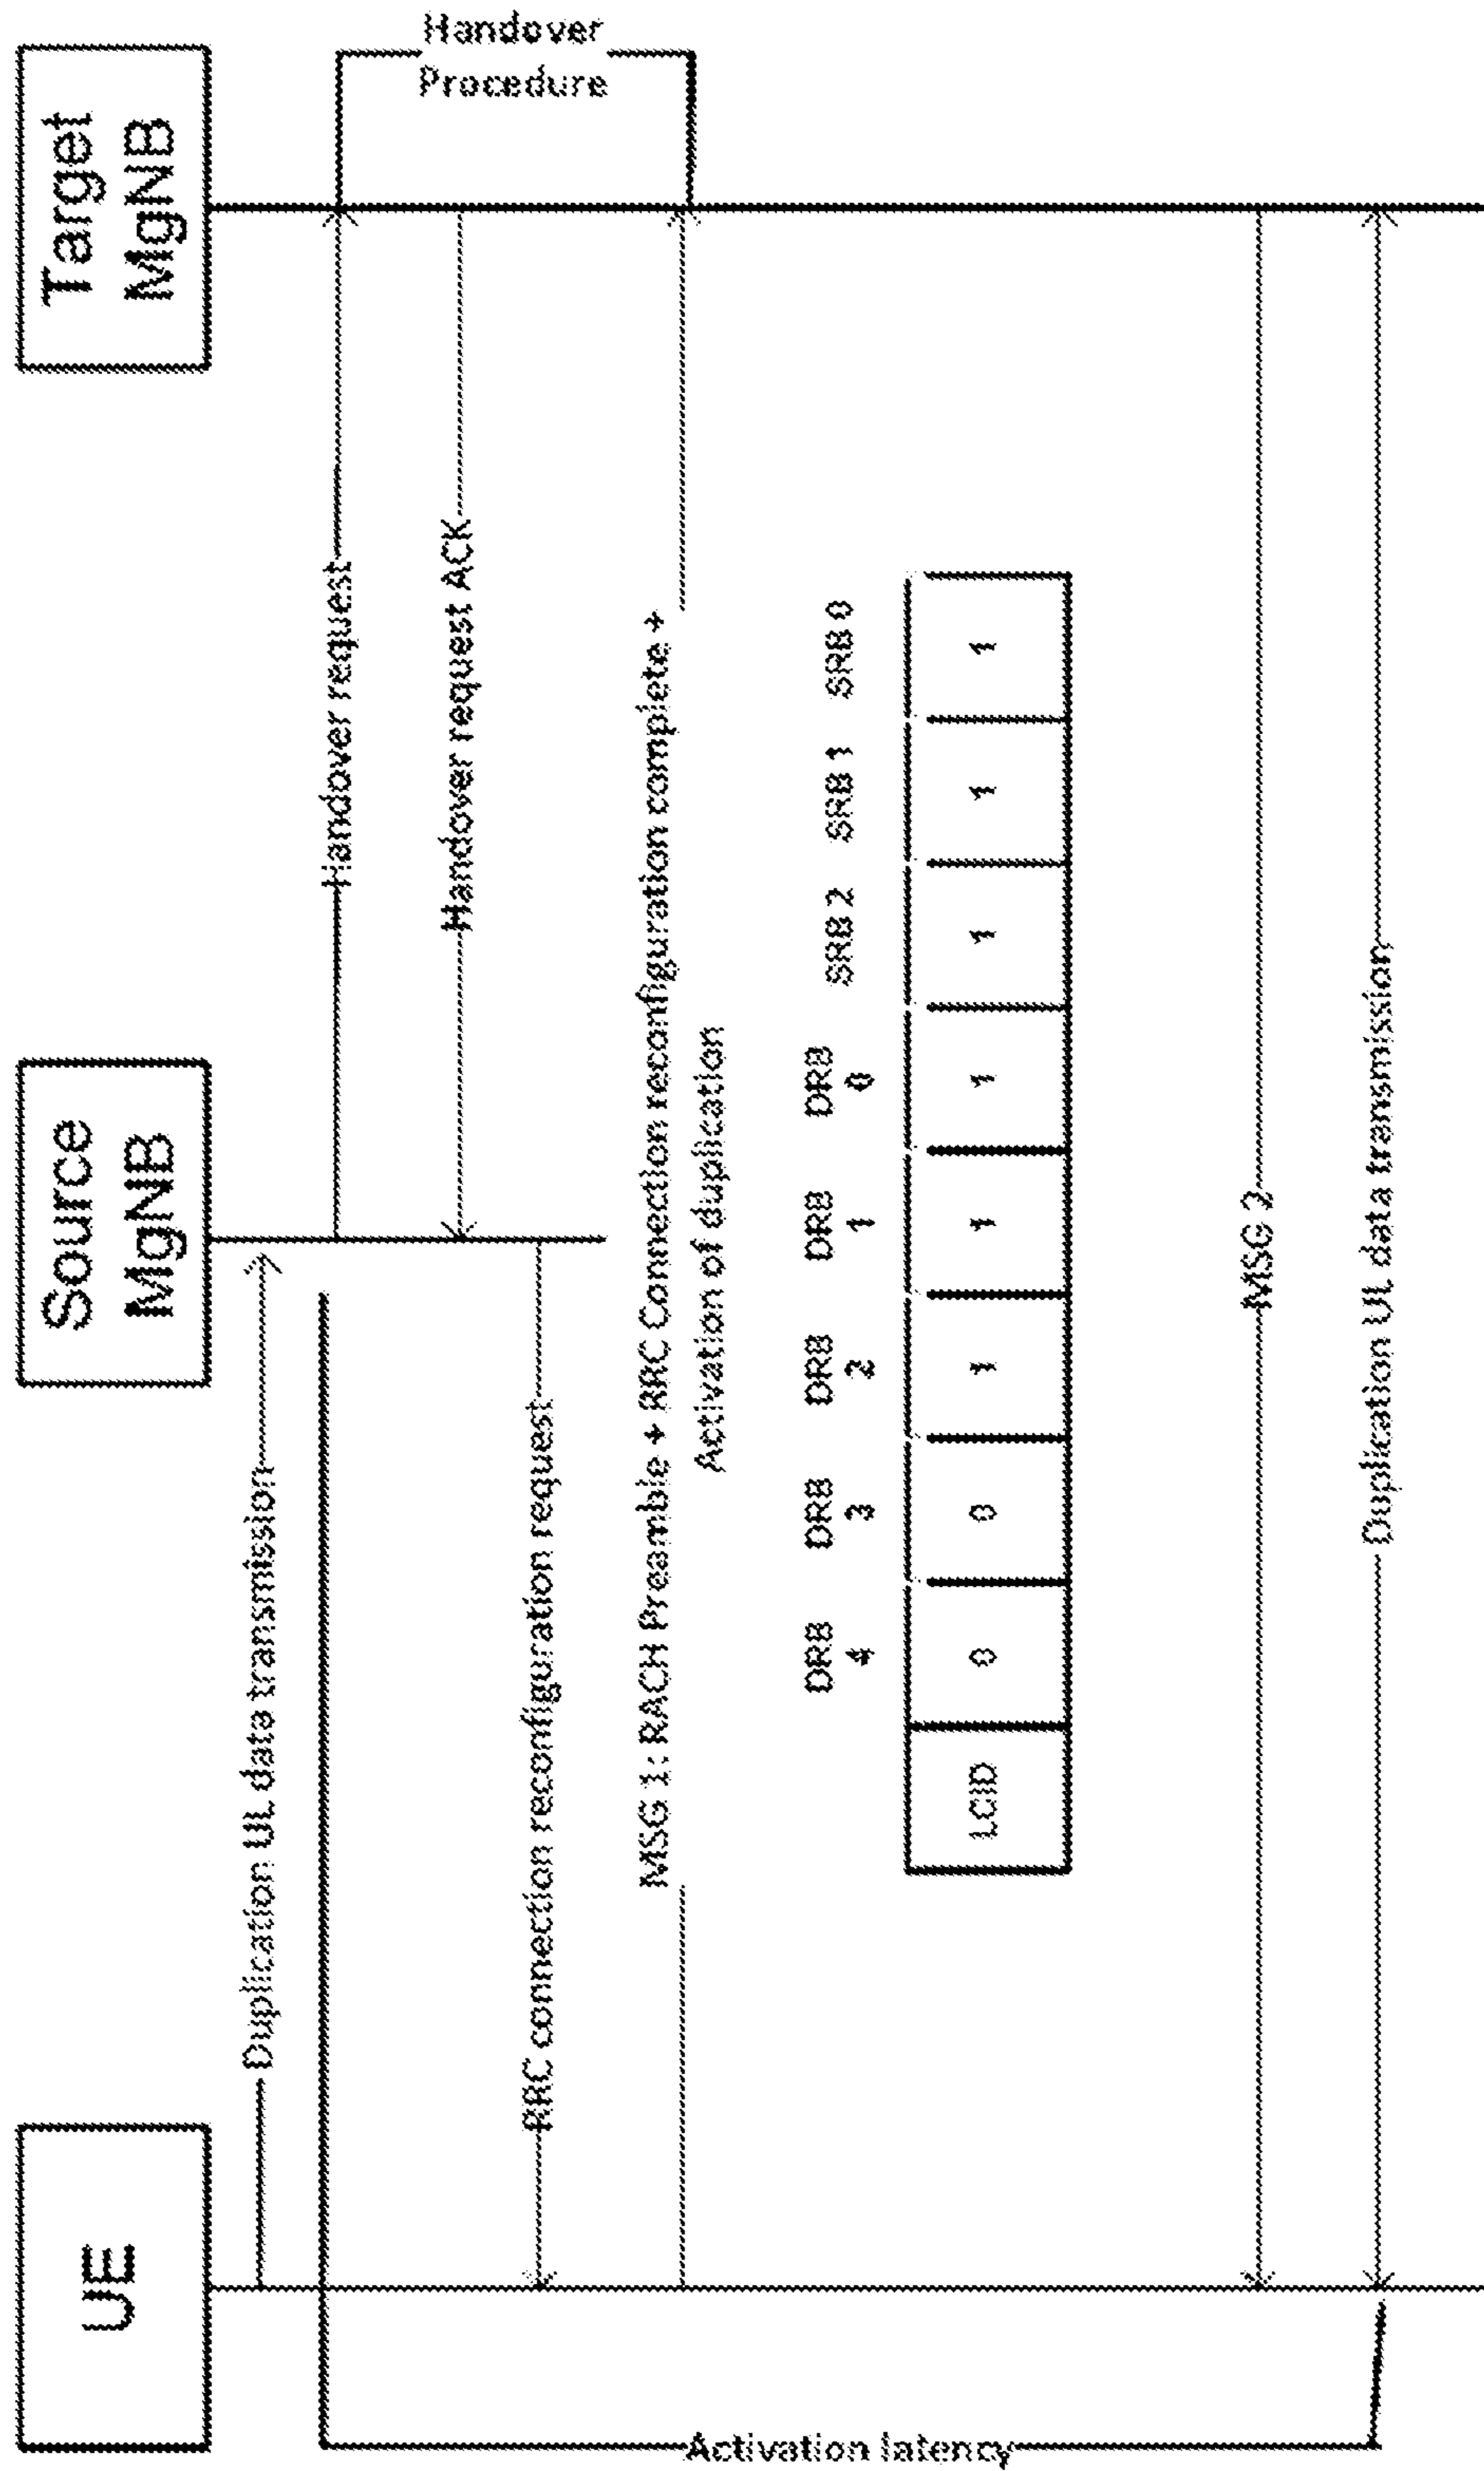 UE
Source
MgNB
Target
MgNB
Duplication UL data transmission
Handover request
Handover
Procedure
Handover request ACK
RRC connection reconfiguration request
MSG 1: RACH Preamble + RRC Connection reconfiguration complete +
Activation of duplication
DRB
4
DRB
3
DRB
2
DRB
1
DRB
0
SRB 2
SRB 1
SRB 0
LCID
0
0
1
1
1
1
1
1
MSG 2
Duplication UL data transmission
Activation latency